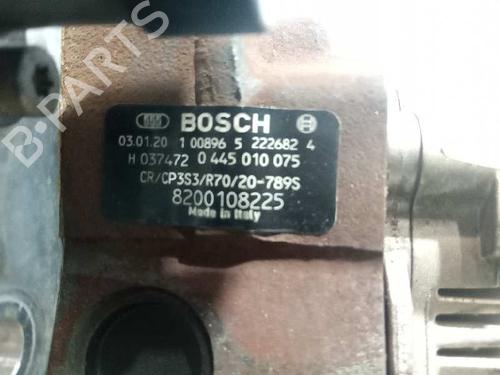 BOSCH
03.01.20 1 00896 5 222682 4
H 037472 0 445 010 075
CR/CP3S3/R70/20-789S
8200108225
Made in Italy
B-PARTS